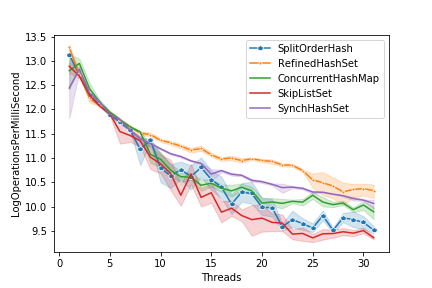 13.5
13.0
12.5
12.0
11.5
11.0
10.5
10.0
9.5
LogOperationsPerMilliSecond
SplitOrderHash
RefinedHashSet
ConcurrentHashMap
SkipListSet
SynchHashSet
0 5 10 15 20 25 30
Threads